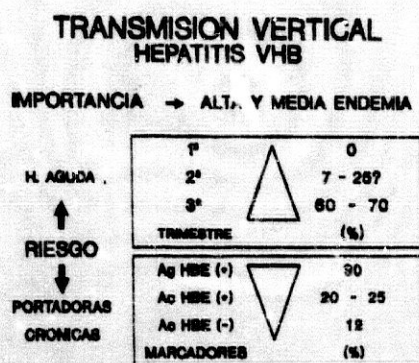 TRANSMISION VERTICAL
HEPATITIS VHB
IMPORTANCIA → ALTA Y MEDIA ENDEMIA
H. AGUDA
RIESGO
PORTADORAS
CRONICAS
1º 0
2º 7 - 25?
3º 60 - 70
TRIMESTRE (%)
Ag HBE (+) 90
Ac HBE (+) 20 - 25
Ac HBE (-) 12
MARCADORES (%)